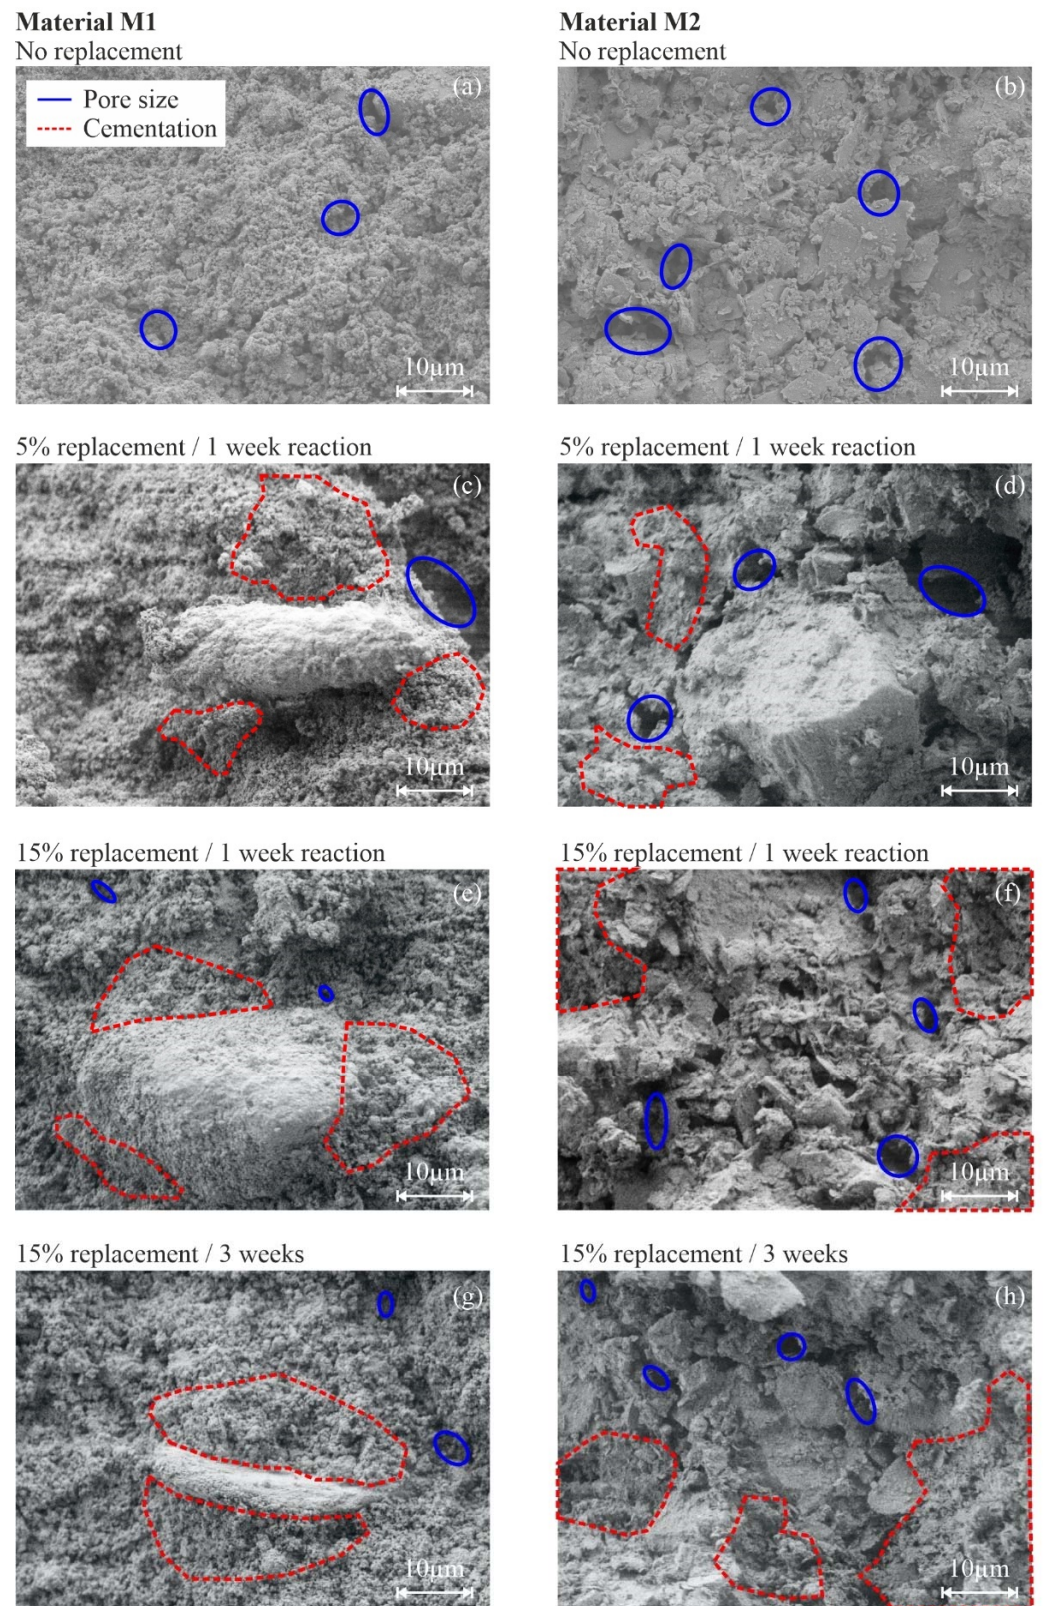 Material M1
No replacement
Material M2
No replacement
Pore size
Cementation
(a)
10µm
(b)
10µm
5% replacement / 1 week reaction
5% replacement / 1 week reaction
(c)
10µm
(d)
10µm
15% replacement / 1 week reaction
15% replacement / 1 week reaction
(e)
10µm
(f)
10µm
15% replacement / 3 weeks
15% replacement / 3 weeks
(g)
10µm
(h)
10µm